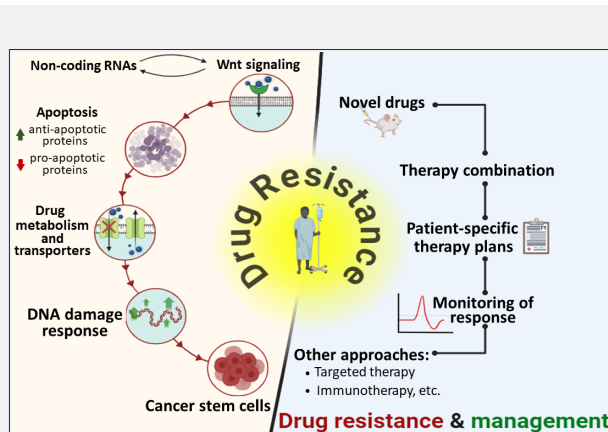 Non-coding RNAs
Wnt signaling
Apoptosis
anti-apoptotic
proteins
pro-apoptotic
proteins
Drug
metabolism
and
transporters
DNA damage
response
Cancer stem cells
Drug Resistance
Novel drugs
Therapy combination
Patient-specific
therapy plans
Monitoring of
response
Other approaches:
• Targeted therapy
• Immunotherapy, etc.
Drug resistance & management